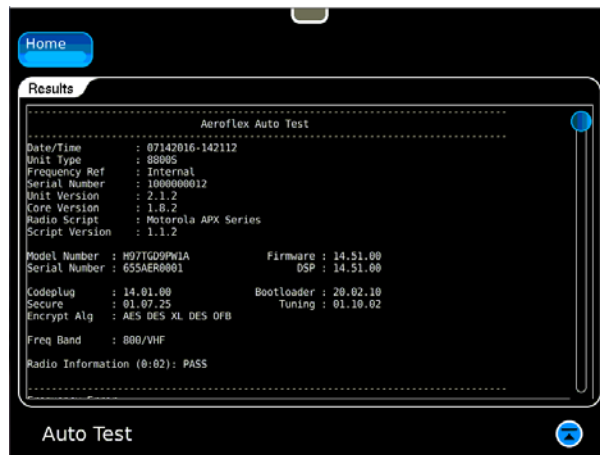 Home
Results
Aeroflex Auto Test
Date/Time : 07142016-142112
Unit Type : 8800S
Frequency Ref : Internal
Serial Number : 1000000012
Unit Version : 2.1.2
Core Version : 1.8.2
Radio Script : Motorola APX Series
Script Version : 1.1.2
Model Number : H97TGD9PW1A Firmware : 14.51.00
Serial Number : 655AER0001 DSP : 14.51.00
Codeplug : 14.01.00 Bootloader : 20.02.10
Secure : 01.07.25 Tuning : 01.10.02
Encrypt Alg : AES DES XL DES OFB
Freq Band : 800/VHF
Radio Information (0:02): PASS
Auto Test